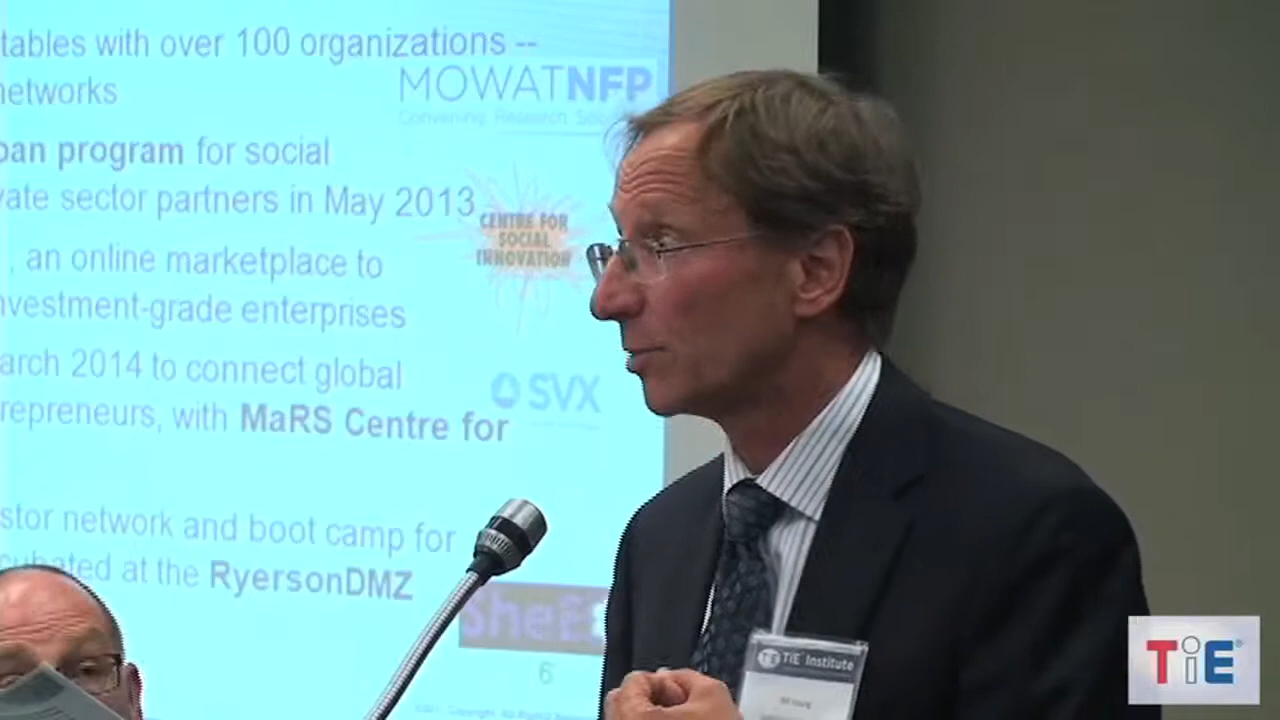 tables with over 100 organizations --
networks
MOWATNFP
oan program for social
vate sector partners in May 2013
CENTRE FOR
SOCIAL
INNOVATION
, an online marketplace to
nvestment-grade enterprises
arch 2014 to connect global
SVX
repreneurs, with MaRS Centre for
stor network and boot camp for
cubated at the RyersonDMZ
SheE
6
TiE Institute
TiE